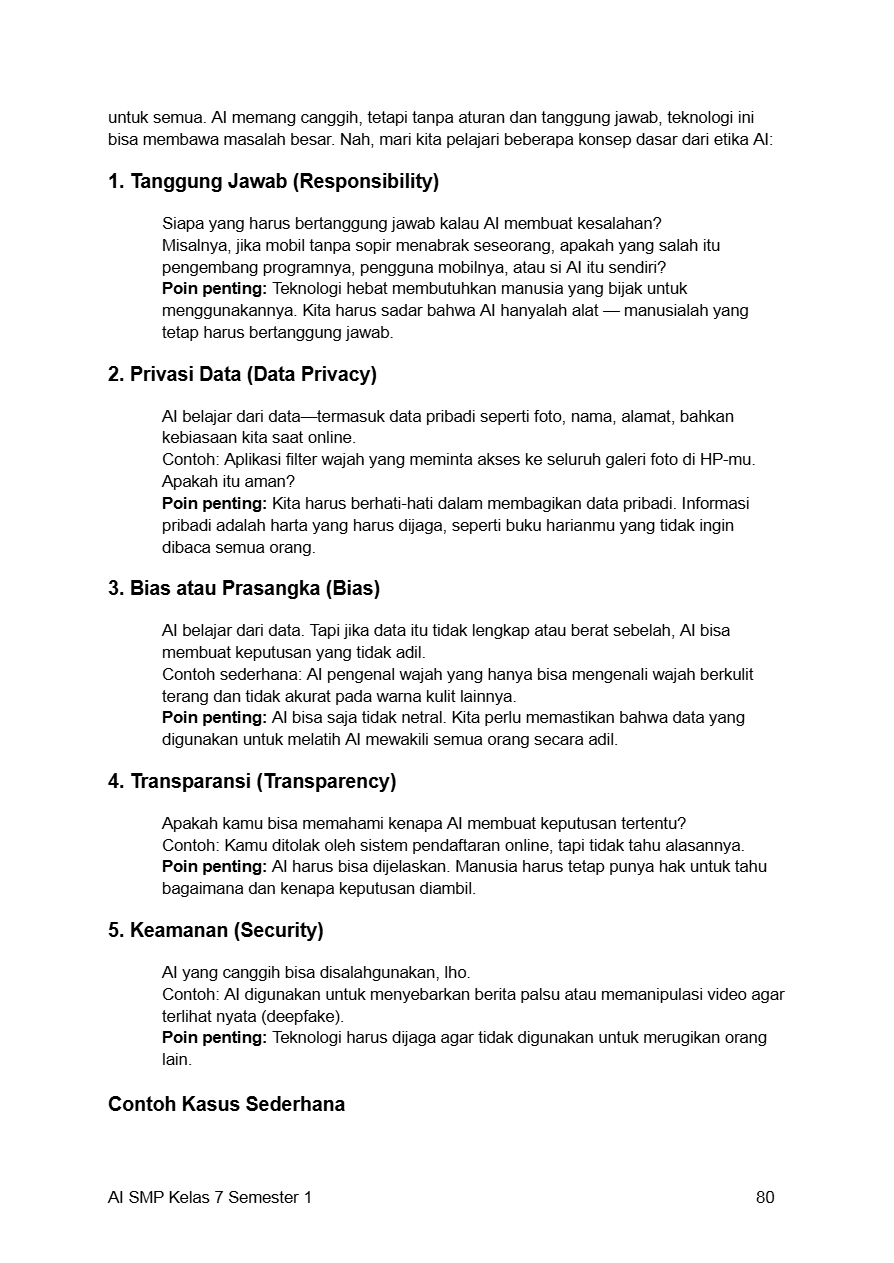 untuk semua. AI memang canggih, tetapi tanpa aturan dan tanggung jawab, teknologi ini
bisa membawa masalah besar. Nah, mari kita pelajari beberapa konsep dasar dari etika AI:
1. Tanggung Jawab (Responsibility)
Siapa yang harus bertanggung jawab kalau AI membuat kesalahan?
Misalnya, jika mobil tanpa sopir menabrak seseorang, apakah yang salah itu
pengembang programnya, pengguna mobilnya, atau si AI itu sendiri?
Poin penting: Teknologi hebat membutuhkan manusia yang bijak untuk
menggunakannya. Kita harus sadar bahwa AI hanyalah alat — manusialah yang
tetap harus bertanggung jawab.
2. Privasi Data (Data Privacy)
AI belajar dari data—termasuk data pribadi seperti foto, nama, alamat, bahkan
kebiasaan kita saat online.
Contoh: Aplikasi filter wajah yang meminta akses ke seluruh galeri foto di HP-mu.
Apakah itu aman?
Poin penting: Kita harus berhati-hati dalam membagikan data pribadi. Informasi
pribadi adalah harta yang harus dijaga, seperti buku harianmu yang tidak ingin
dibaca semua orang.
3. Bias atau Prasangka (Bias)
AI belajar dari data. Tapi jika data itu tidak lengkap atau berat sebelah, AI bisa
membuat keputusan yang tidak adil.
Contoh sederhana: AI pengenal wajah yang hanya bisa mengenali wajah berkulit
terang dan tidak akurat pada warna kulit lainnya.
Poin penting: AI bisa saja tidak netral. Kita perlu memastikan bahwa data yang
digunakan untuk melatih AI mewakili semua orang secara adil.
4. Transparansi (Transparency)
Apakah kamu bisa memahami kenapa AI membuat keputusan tertentu?
Contoh: Kamu ditolak oleh sistem pendaftaran online, tapi tidak tahu alasannya.
Poin penting: AI harus bisa dijelaskan. Manusia harus tetap punya hak untuk tahu
bagaimana dan kenapa keputusan diambil.
5. Keamanan (Security)
AI yang canggih bisa disalahgunakan, lho.
Contoh: AI digunakan untuk menyebarkan berita palsu atau memanipulasi video agar
terlihat nyata (deepfake).
Poin penting: Teknologi harus dijaga agar tidak digunakan untuk merugikan orang
lain.
Contoh Kasus Sederhana
AI SMP Kelas 7 Semester 1 80